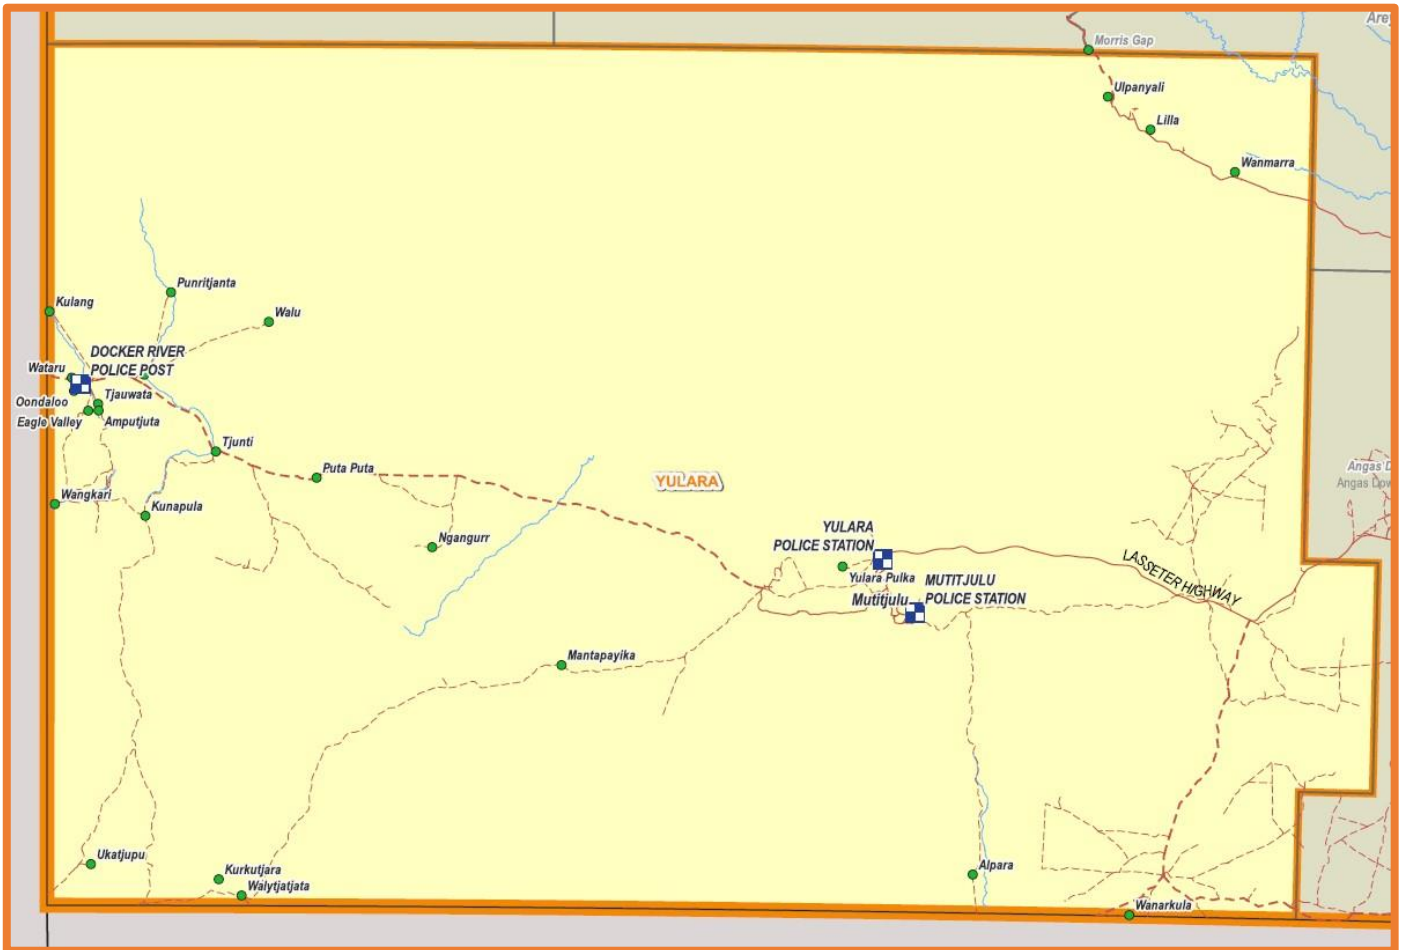 Morris Gap
Ulpanyali
Lilla
Wanmarra
Punritjanta
Kulang
Walu
DOCKER RIVER
POLICE POST
Wataru
Tjauwata
Oondaloo
Eagle Valley
Amputjuta
Tjunti
Puta Puta
YULARA
Wangkari
Kunapula
Ngangurr
YULARA
POLICE STATION
Yulara Pulka
LASSETER HIGHWAY
Mutitjulu
MUTITJULU
POLICE STATION
Mantapayika
Ukatjupu
Kurkutjara
Walytjatjata
Alpara
Wanarkula